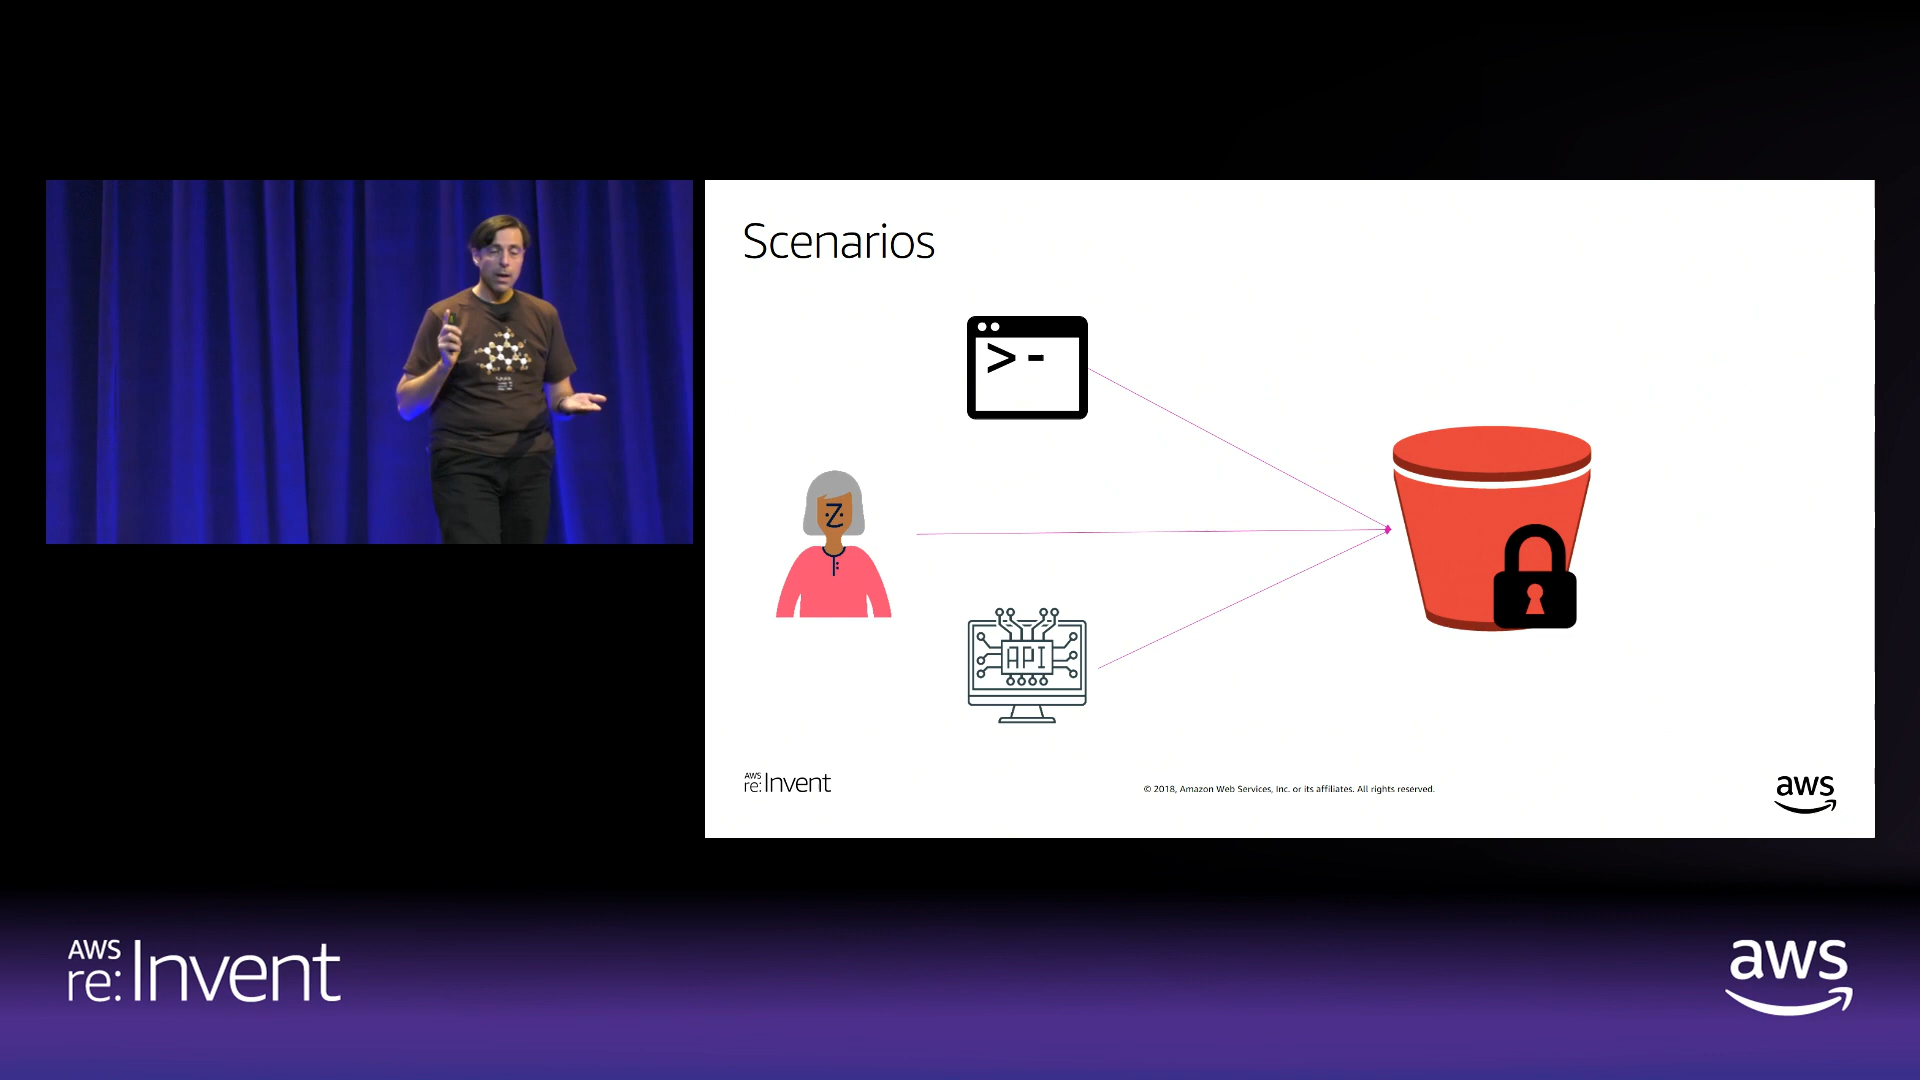 Scenarios
>-
API
AWS
re:Invent
© 2018, Amazon Web Services, Inc. or its affiliates. All rights reserved.
aws
AWS
re:Invent
aws